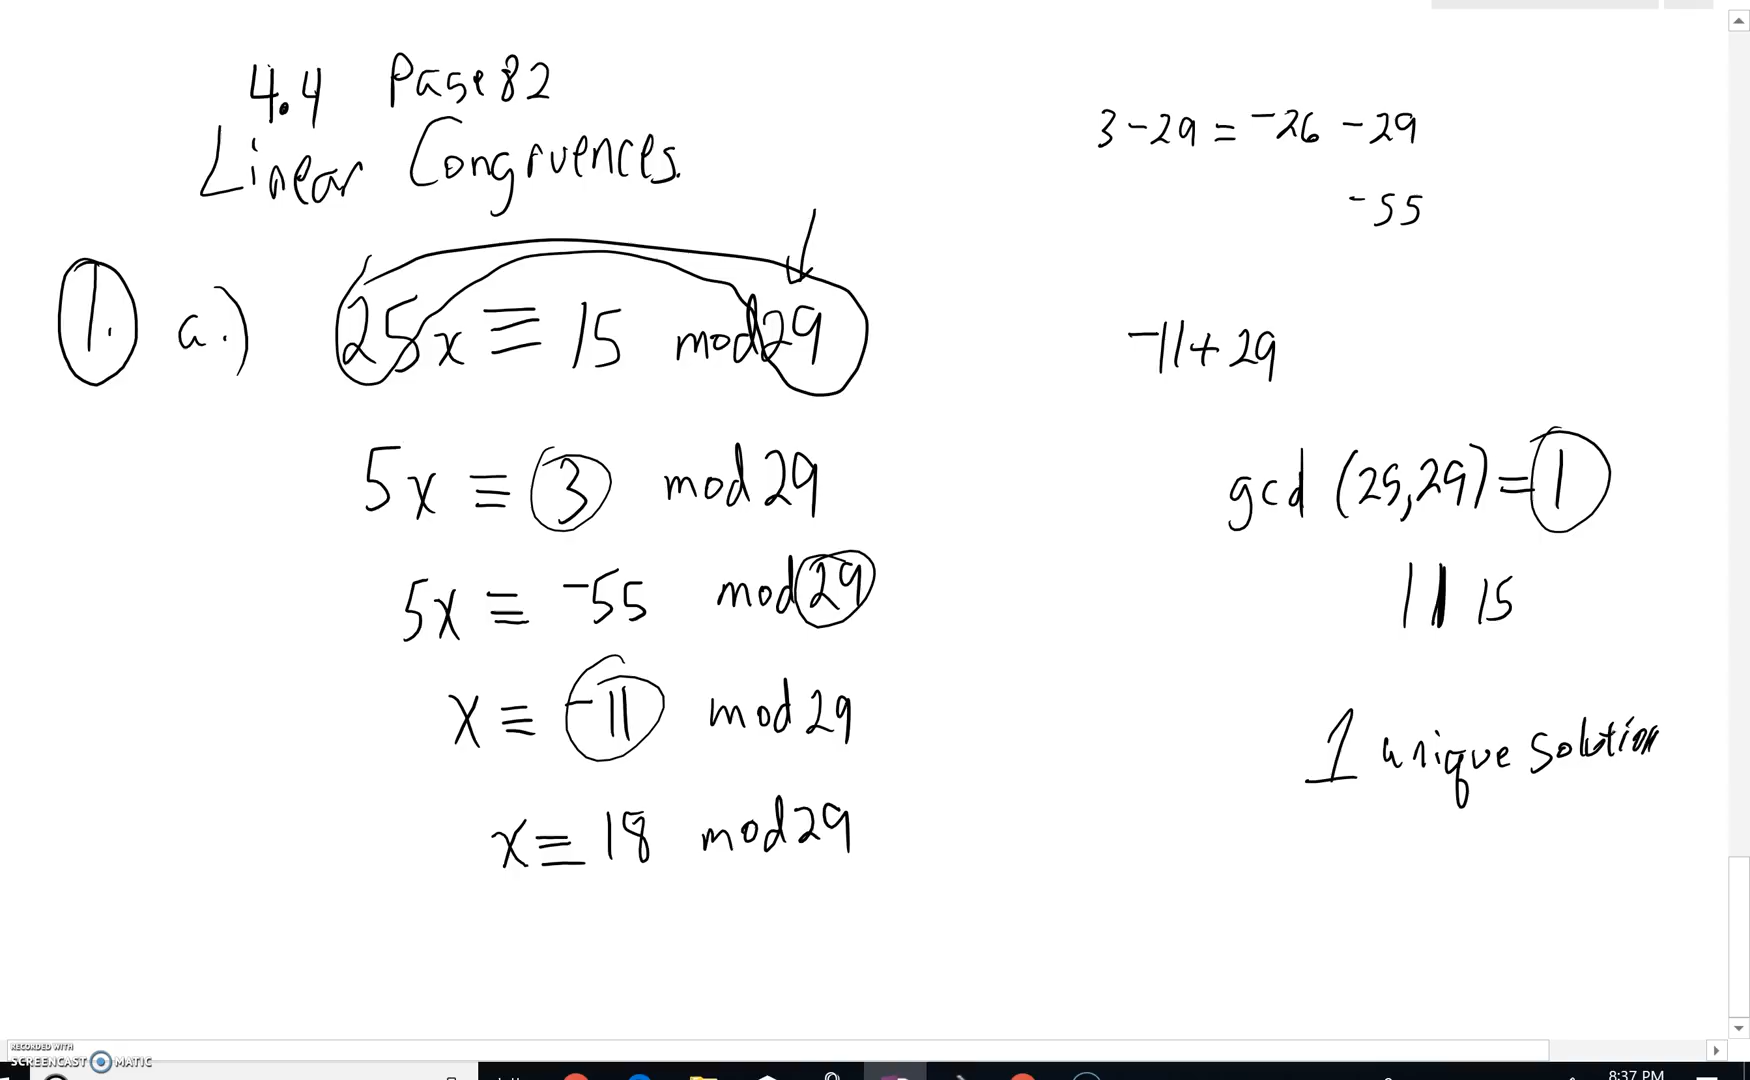 4.4 Page 82
Linear Congruences.
1. a.) 25x ≡ 15 mod 29
5x ≡ 3 mod 29
5x ≡ -55 mod 29
x ≡ -11 mod 29
x ≡ 18 mod 29
3 - 29 = -26 - 29
-55
-11 + 29
gcd (25,29) = 1
1 | 15
1 unique solution
RECORDED WITH
SCREENCAST MATIC
8:37 PM